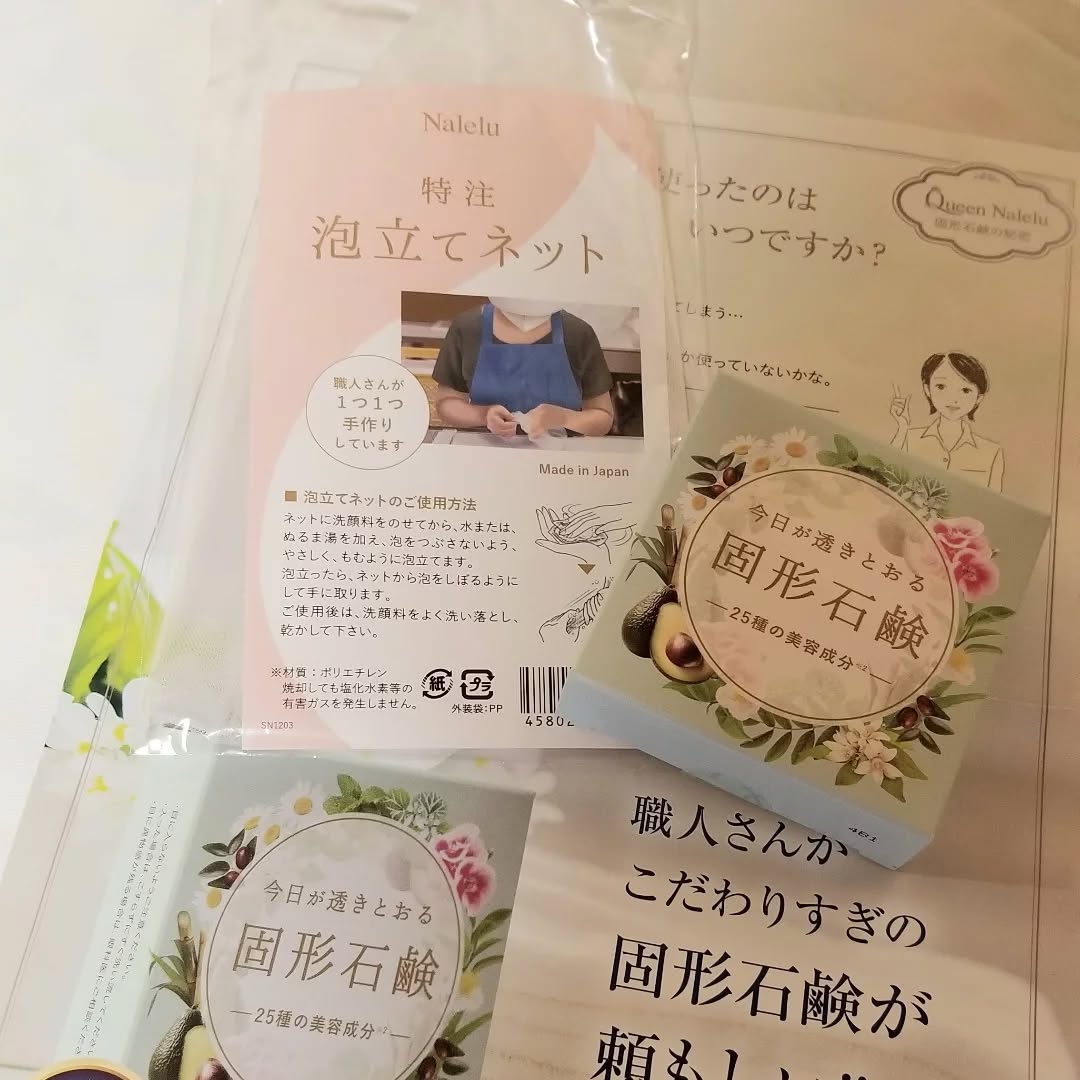 Nalelu
特注
泡立てネット
職人さんが
1つ1つ
手作り
しています
Made in Japan
■ 泡立てネットのご使用方法
ネットに洗顔料をのせてから、水または、
ぬるま湯を加え、泡をつぶさないよう、
やさしく、もむように泡立てます。
泡立ったら、ネットから泡をしぼるように
して手に取ります。
ご使用後は、洗顔料をよく洗い落とし、
乾かして下さい。
※材質：ポリエチレン
焼却しても塩化水素等の
有害ガスを発生しません。
紙
プラ
外装袋：PP
45802
SN1203
使ったのは
いつですか？
Queen Nalelu
固形石鹸の秘密
てしまう…
か使っていないかな。
今日が透きとおる
固形石鹸
25種の美容成分※2
4B1
今日が透きとおる
固形石鹸
25種の美容成分※2
職人さんが
こだわりすぎの
固形石鹸が
頼もしい